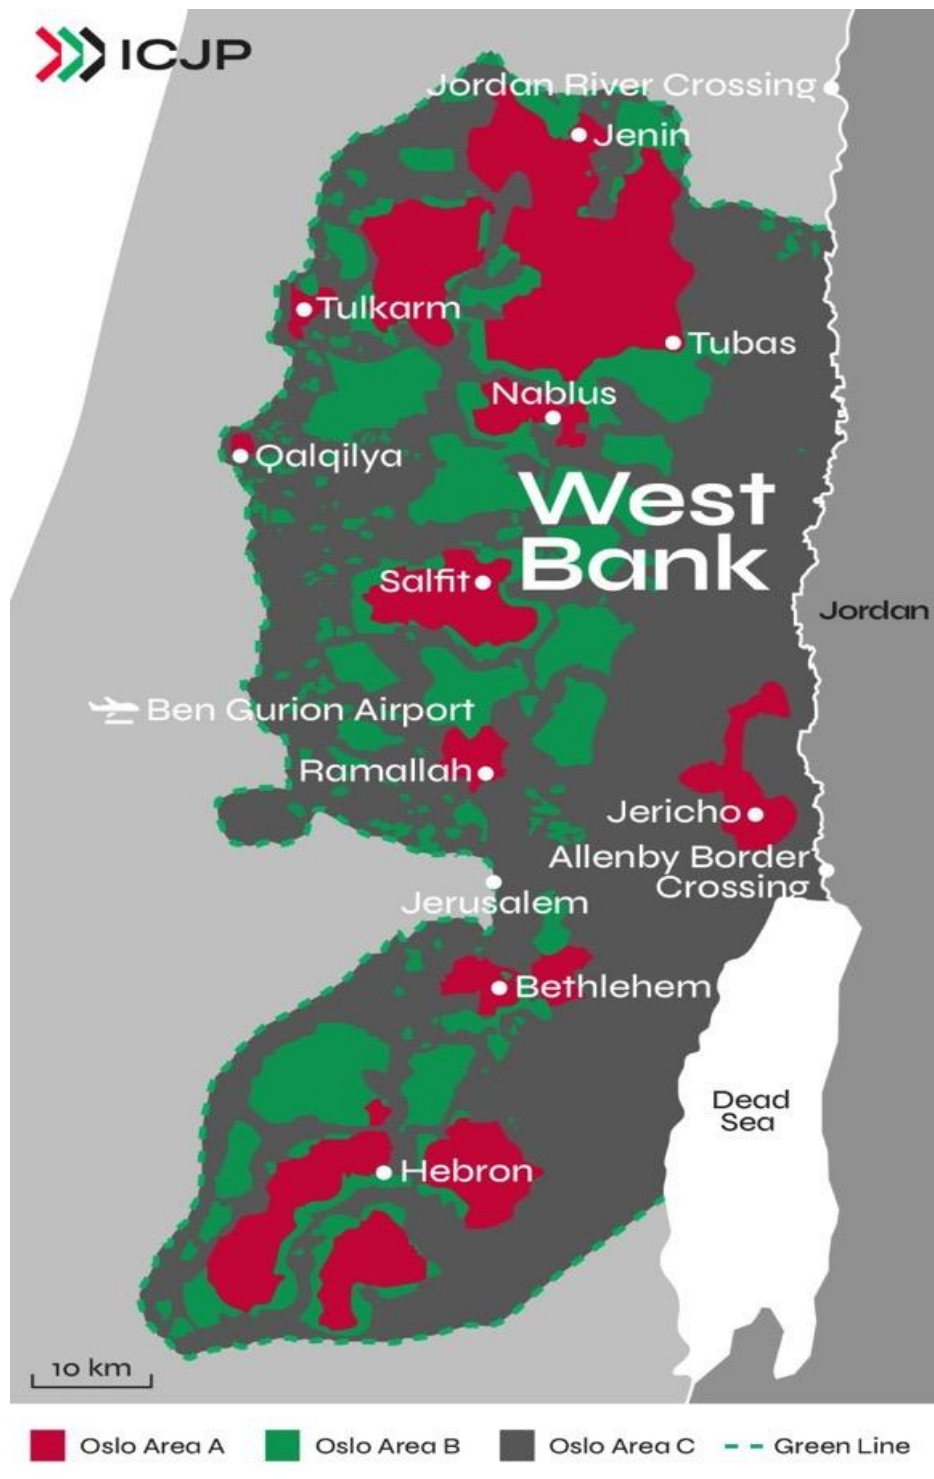 ICJP
Jordan River Crossing
Jenin
Tulkarm
Tubas
Nablus
Qalqilya
West
Bank
Salfit
Jordan
Ben Gurion Airport
Ramallah
Jericho
Allenby Border
Crossing
Jerusalem
Bethlehem
Dead
Sea
Hebron
10 km
Oslo Area A
Oslo Area B
Oslo Area C
Green Line